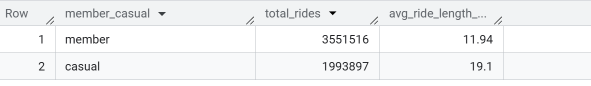 Row member_casual total_rides avg_ride_length_...
1 member 3551516 11.94
2 casual 1993897 19.1